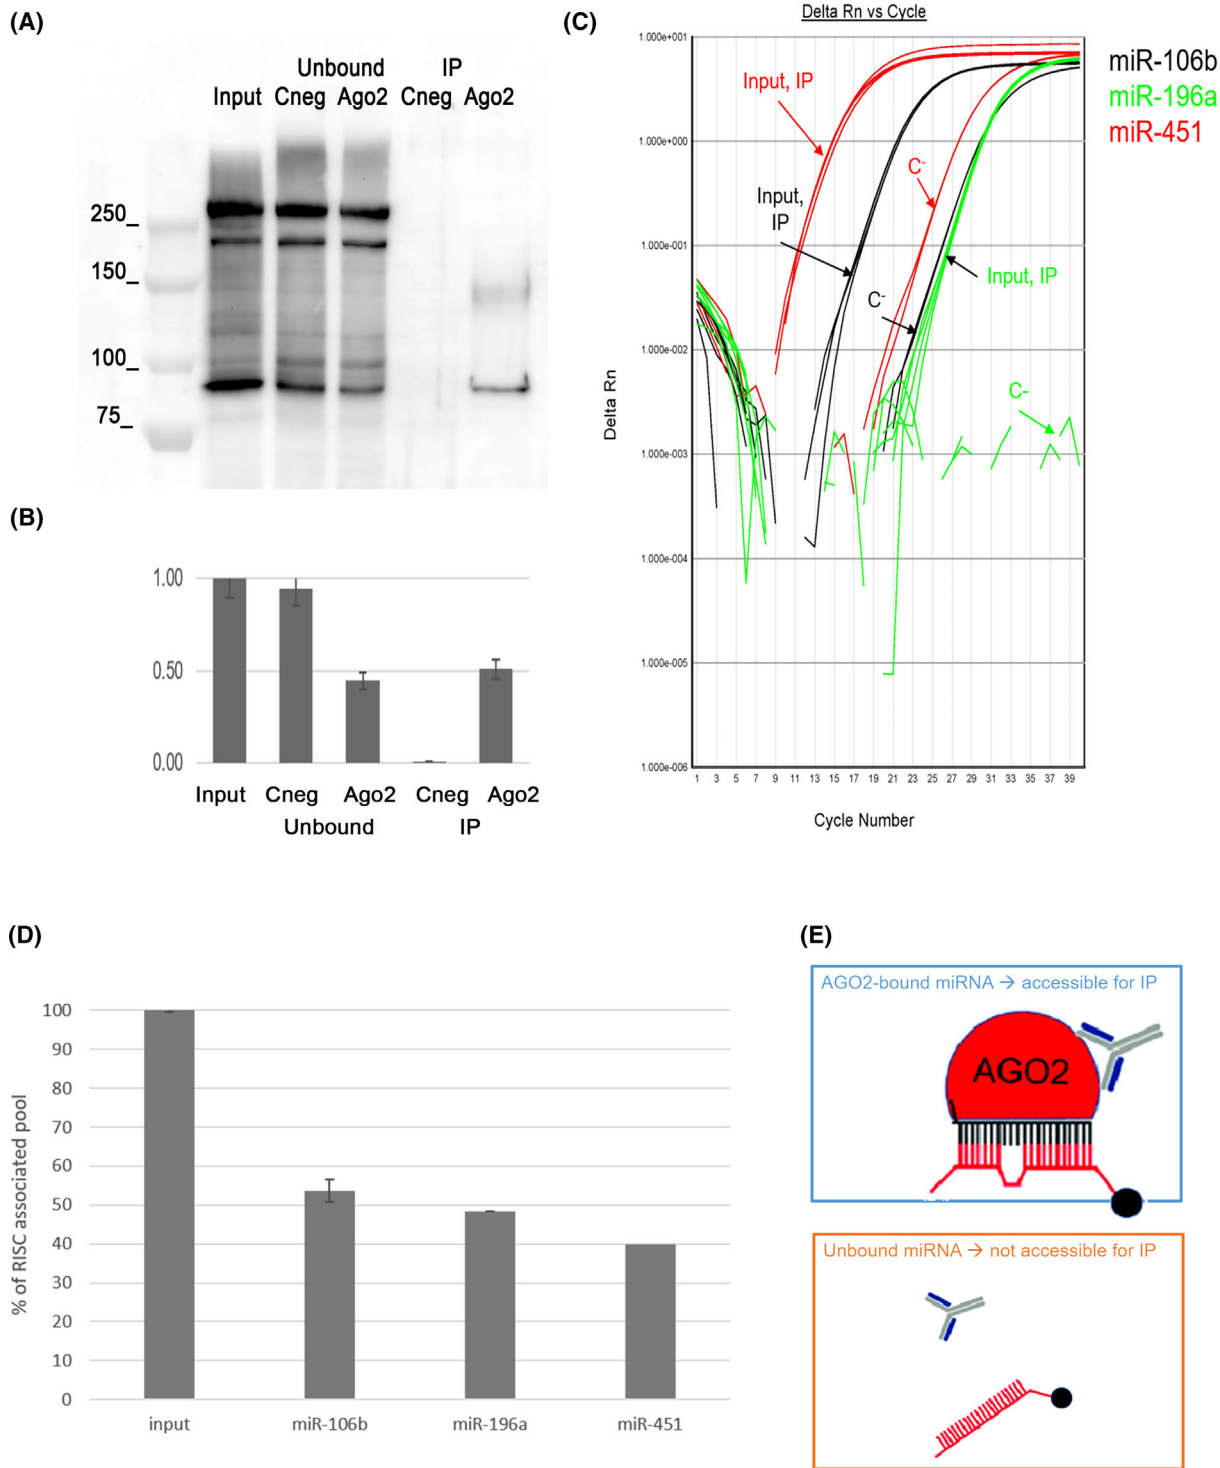 (A)
Unbound IP
Input Cneg Ago2 Cneg Ago2
250_
150_
100_
75_
(B)
1.00
0.50
0.00
Input Cneg Ago2 Cneg Ago2
Unbound IP
(C)
Delta Rn vs Cycle
miR-106b
miR-196a
miR-451
1.000e+001
1.000e+000
1.000e-001
1.000e-002
1.000e-003
1.000e-004
1.000e-005
1.000e-006
Delta Rn
Input, IP
Input,
IP
C-
C-
Input, IP
C-
1 3 5 7 9 11 13 15 17 19 21 23 25 27 29 31 33 35 37 39
Cycle Number
(D)
% of RISC associated pool
100
90
80
70
60
50
40
30
20
10
0
input miR-106b miR-196a miR-451
(E)
AGO2-bound miRNA → accessible for IP
AGO2
Unbound miRNA → not accessible for IP